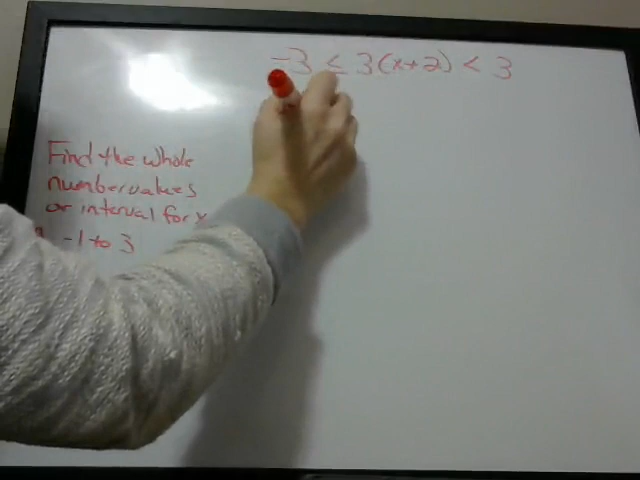 -3 ≤ 3(x+2) < 3
Find the whole
number values
or interval for x
-1 to 3